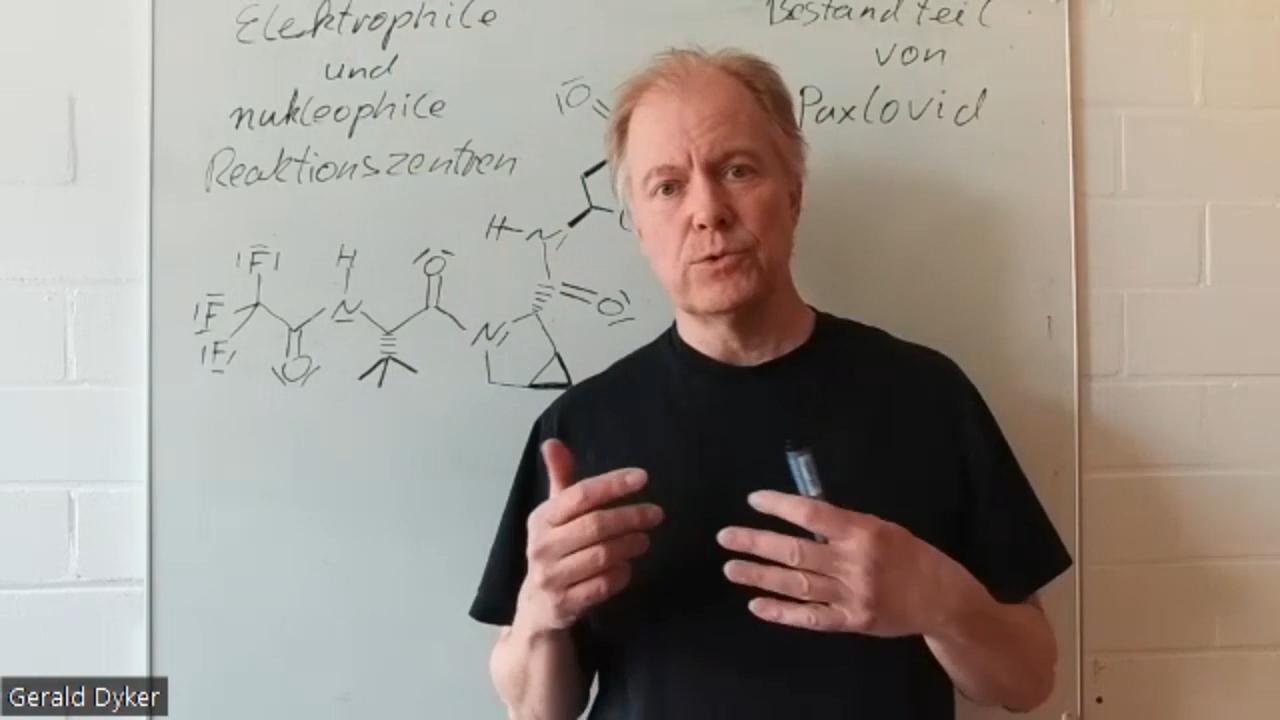 Elektrophile
und
nukleophile
Reaktionszentren
Bestandteil
von
Paxlovid
O
H N
F H O
F N O
F O N
Gerald Dyker